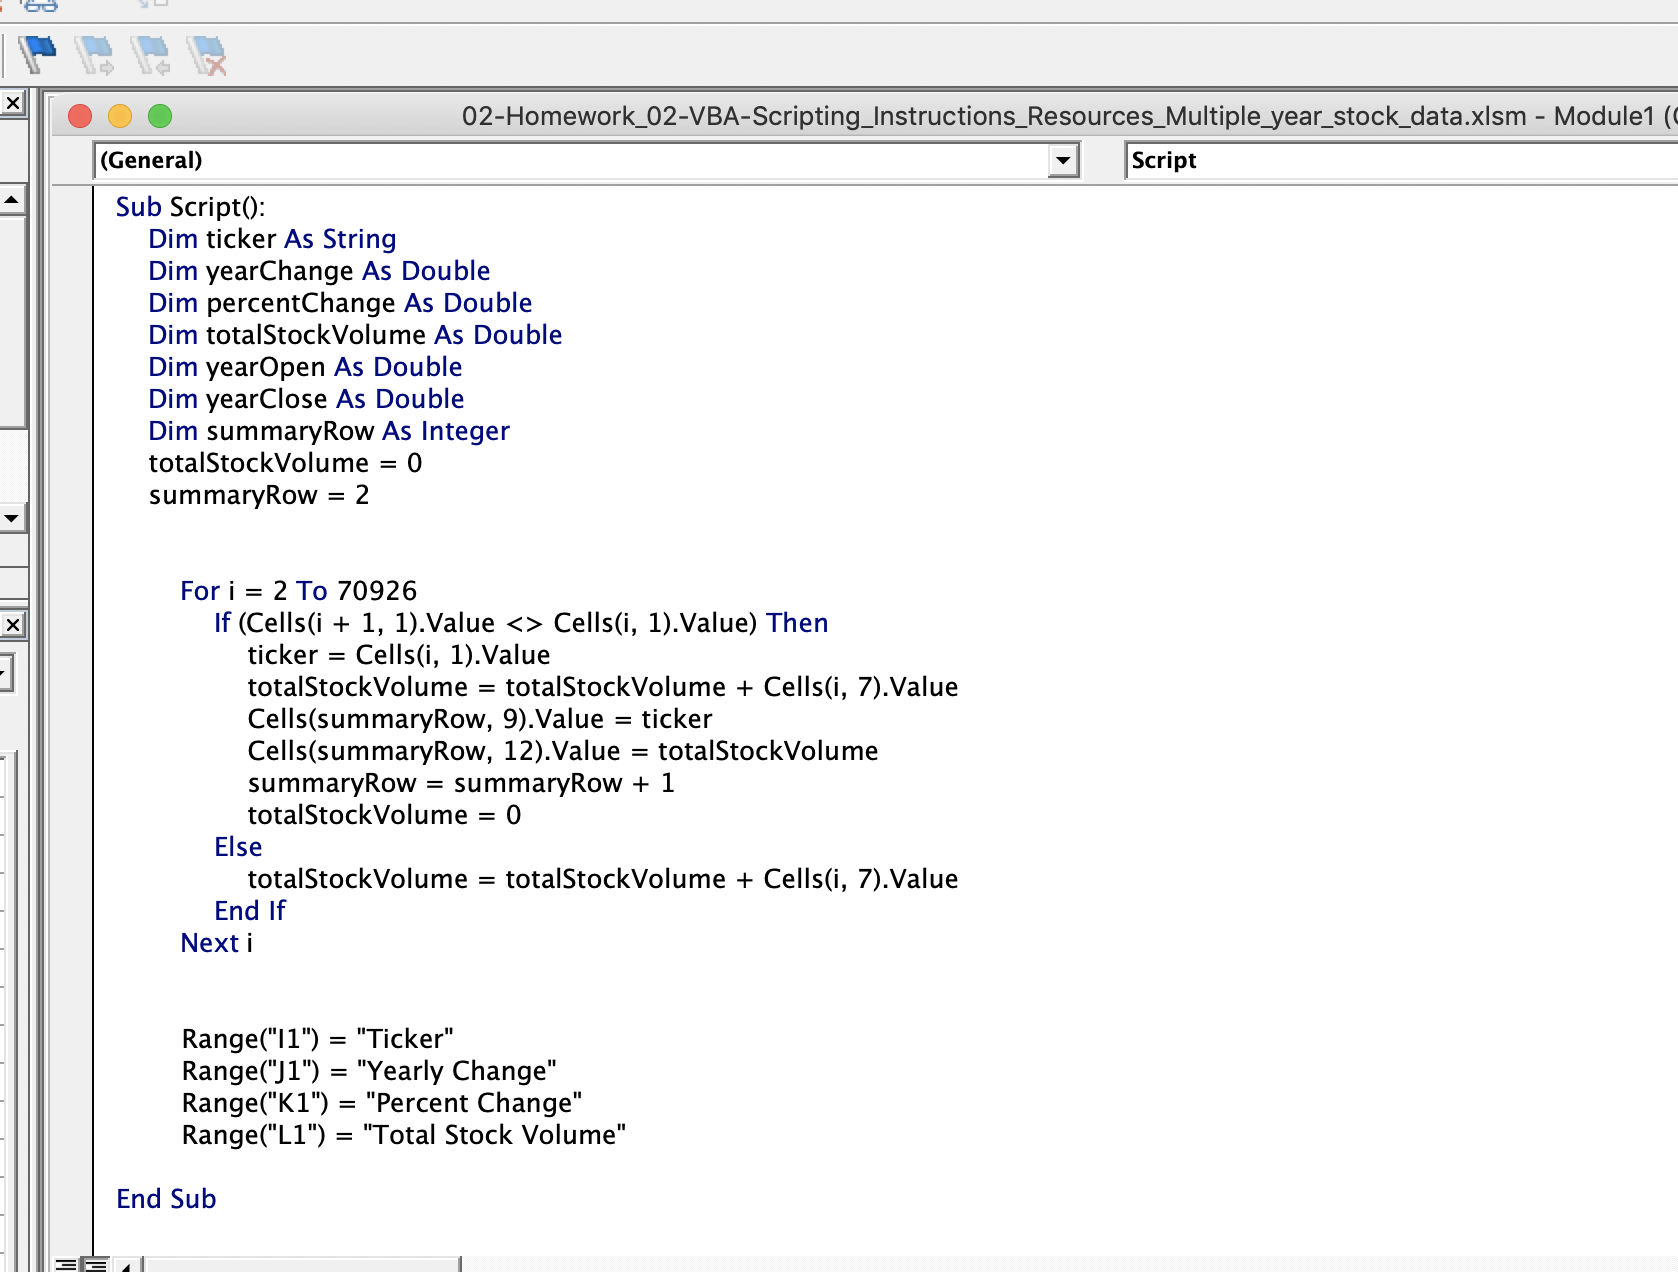 02-Homework_02-VBA-Scripting_Instructions_Resources_Multiple_year_stock_data.xlsm - Module1 (
(General)
Script
Sub Script():
Dim ticker As String
Dim yearChange As Double
Dim percentChange As Double
Dim totalStockVolume As Double
Dim yearOpen As Double
Dim yearClose As Double
Dim summaryRow As Integer
totalStockVolume = 0
summaryRow = 2
For i = 2 To 70926
If (Cells(i + 1, 1).Value <> Cells(i, 1).Value) Then
ticker = Cells(i, 1).Value
totalStockVolume = totalStockVolume + Cells(i, 7).Value
Cells(summaryRow, 9).Value = ticker
Cells(summaryRow, 12).Value = totalStockVolume
summaryRow = summaryRow + 1
totalStockVolume = 0
Else
totalStockVolume = totalStockVolume + Cells(i, 7).Value
End If
Next i
Range("I1") = "Ticker"
Range("J1") = "Yearly Change"
Range("K1") = "Percent Change"
Range("L1") = "Total Stock Volume"
End Sub